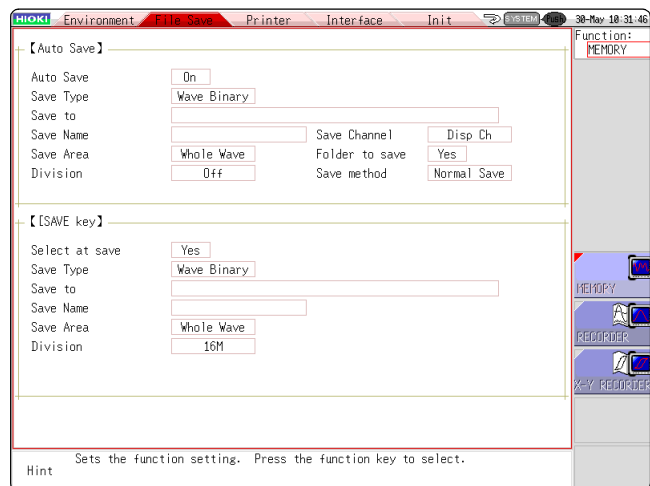 HIOKI Environment File Save Printer Interface Init SYSTEM Push 30-May 10:31:46
Function:
MEMORY
【Auto Save】
Auto Save On
Save Type Wave Binary
Save to
Save Name Save Channel Disp Ch
Save Area Whole Wave Folder to save Yes
Division Off Save method Normal Save
【[SAVE key】
Select at save Yes
Save Type Wave Binary
Save to
Save Name
Save Area Whole Wave
Division 16M
MEMORY
RECORDER
X-Y RECORDER
Sets the function setting. Press the function key to select.
Hint